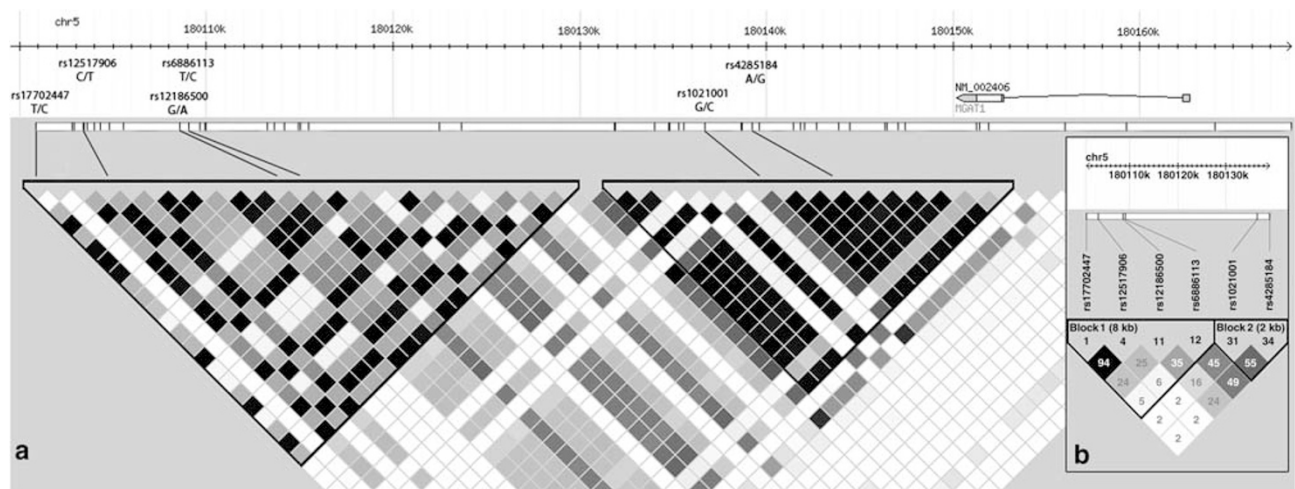 chr5
180110k 180120k 180130k 180140k 180150k 180160k
rs12517906 rs6886113 rs4285184
C/T T/C A/G
rs17702447 rs12186500 rs1021001 NM_002406
T/C G/A G/C MGAT1
a
chr5
180110k 180120k 180130k
rs17702447
rs12517906
rs12186500
rs6886113
rs1021001
rs4285184
Block 1 (8 kb) Block 2 (2 kb)
1 4 11 12 31 34
94 25 35 45 55
24 6 16 49
5 2 24
2 2
2
b